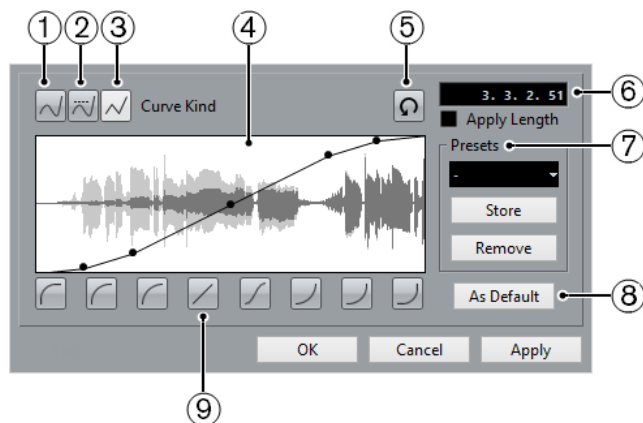 ① ② ③ ④ ⑤
Curve Kind
3. 3. 2. 51 ⑥
Apply Length
Presets ⑦
-
Store
Remove
As Default ⑧
OK Cancel Apply
⑨